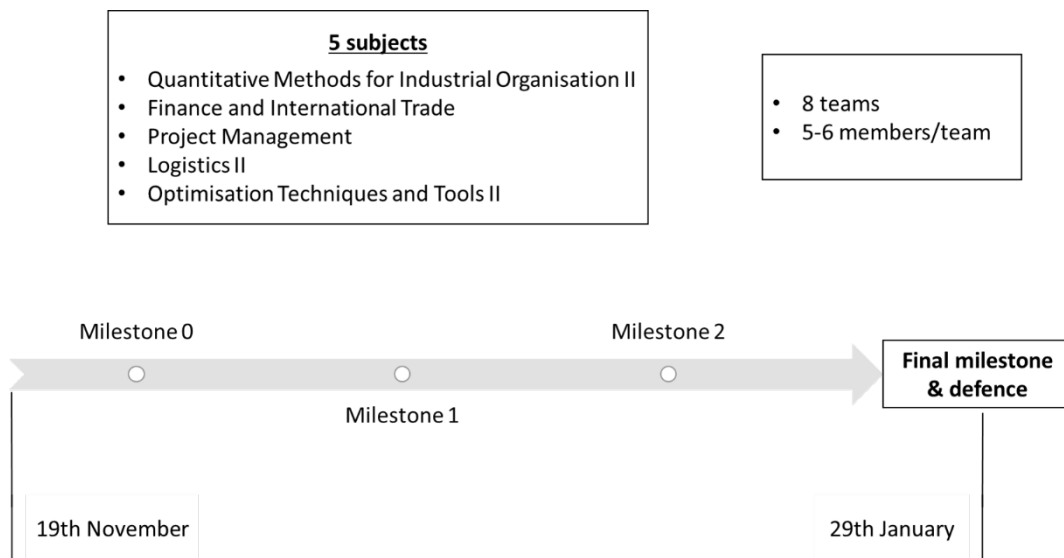 5 subjects
• Quantitative Methods for Industrial Organisation II
• Finance and International Trade
• Project Management
• Logistics II
• Optimisation Techniques and Tools II
• 8 teams
• 5-6 members/team
Milestone 0
Milestone 2
Final milestone
& defence
Milestone 1
19th November
29th January